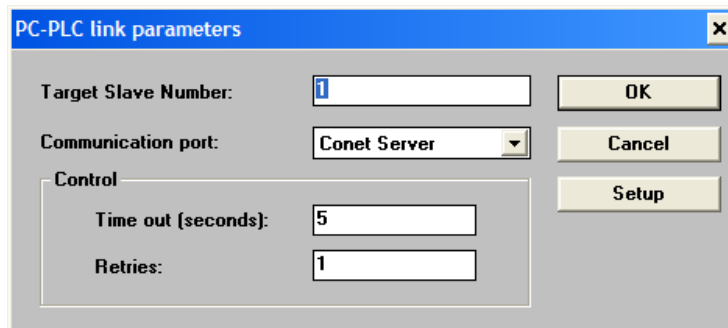 PC-PLC link parameters
Target Slave Number: 1 OK
Communication port: Conet Server Cancel
Control Setup
Time out (seconds): 5
Retries: 1